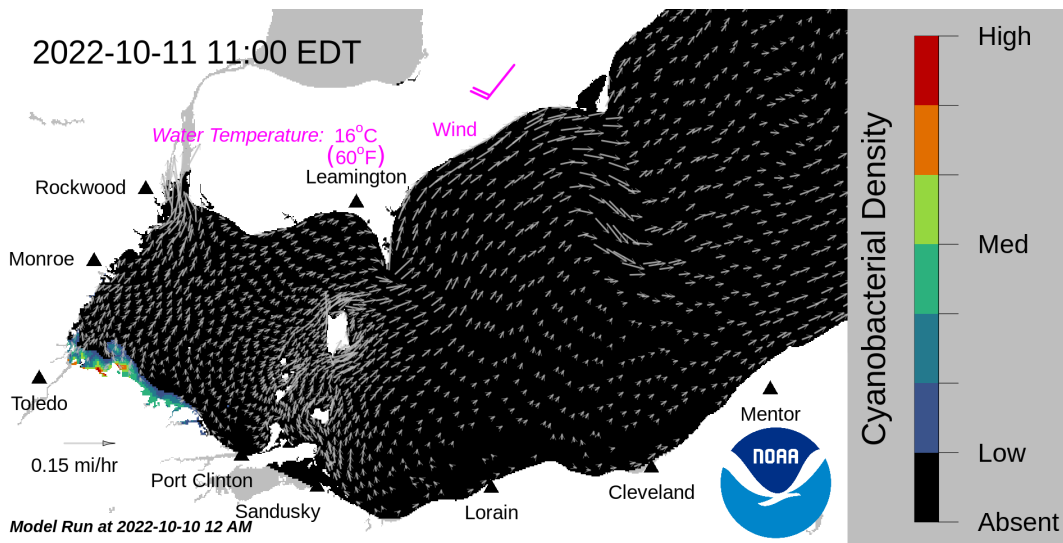 2022-10-11 11:00 EDT
Water Temperature: 16°C
(60°F)
Wind
Leamington
Rockwood
Monroe
Toledo
0.15 mi/hr
Port Clinton
Sandusky
Lorain
Cleveland
Mentor
NOAA
Model Run at 2022-10-10 12 AM
Cyanobacterial Density
High
Med
Low
Absent